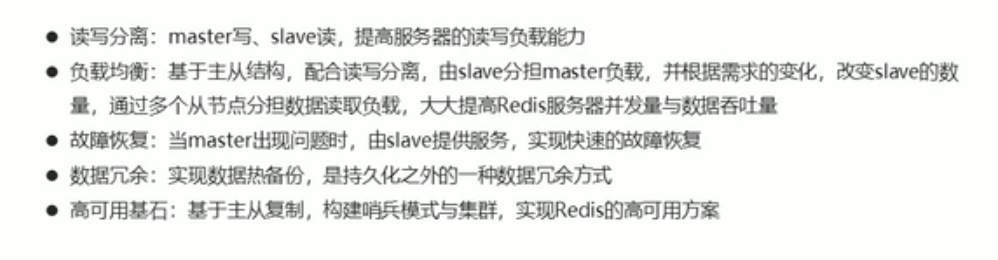 ● 读写分离：master写、slave读，提高服务器的读写负载能力
● 负载均衡：基于主从结构，配合读写分离，由slave分担master负载，并根据需求的变化，改变slave的数
量，通过多个从节点分担数据读取负载，大大提高Redis服务器并发量与数据吞吐量
● 故障恢复：当master出现问题时，由slave提供服务，实现快速的故障恢复
● 数据冗余：实现数据热备份，是持久化之外的一种数据冗余方式
● 高可用基石：基于主从复制，构建哨兵模式与集群，实现Redis的高可用方案